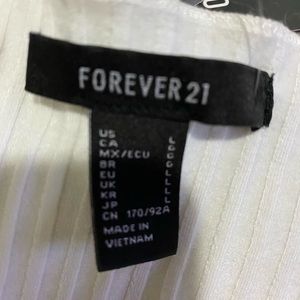 FOREVER 21
US L
CA L
MX/ECU G
BR G
EU L
UK L
KR L
JP L
CN 170/92A
MADE IN
VIETNAM